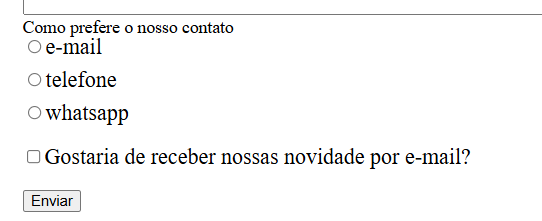 Como prefere o nosso contato
e-mail
telefone
whatsapp
Gostaria de receber nossas novidade por e-mail?
Enviar